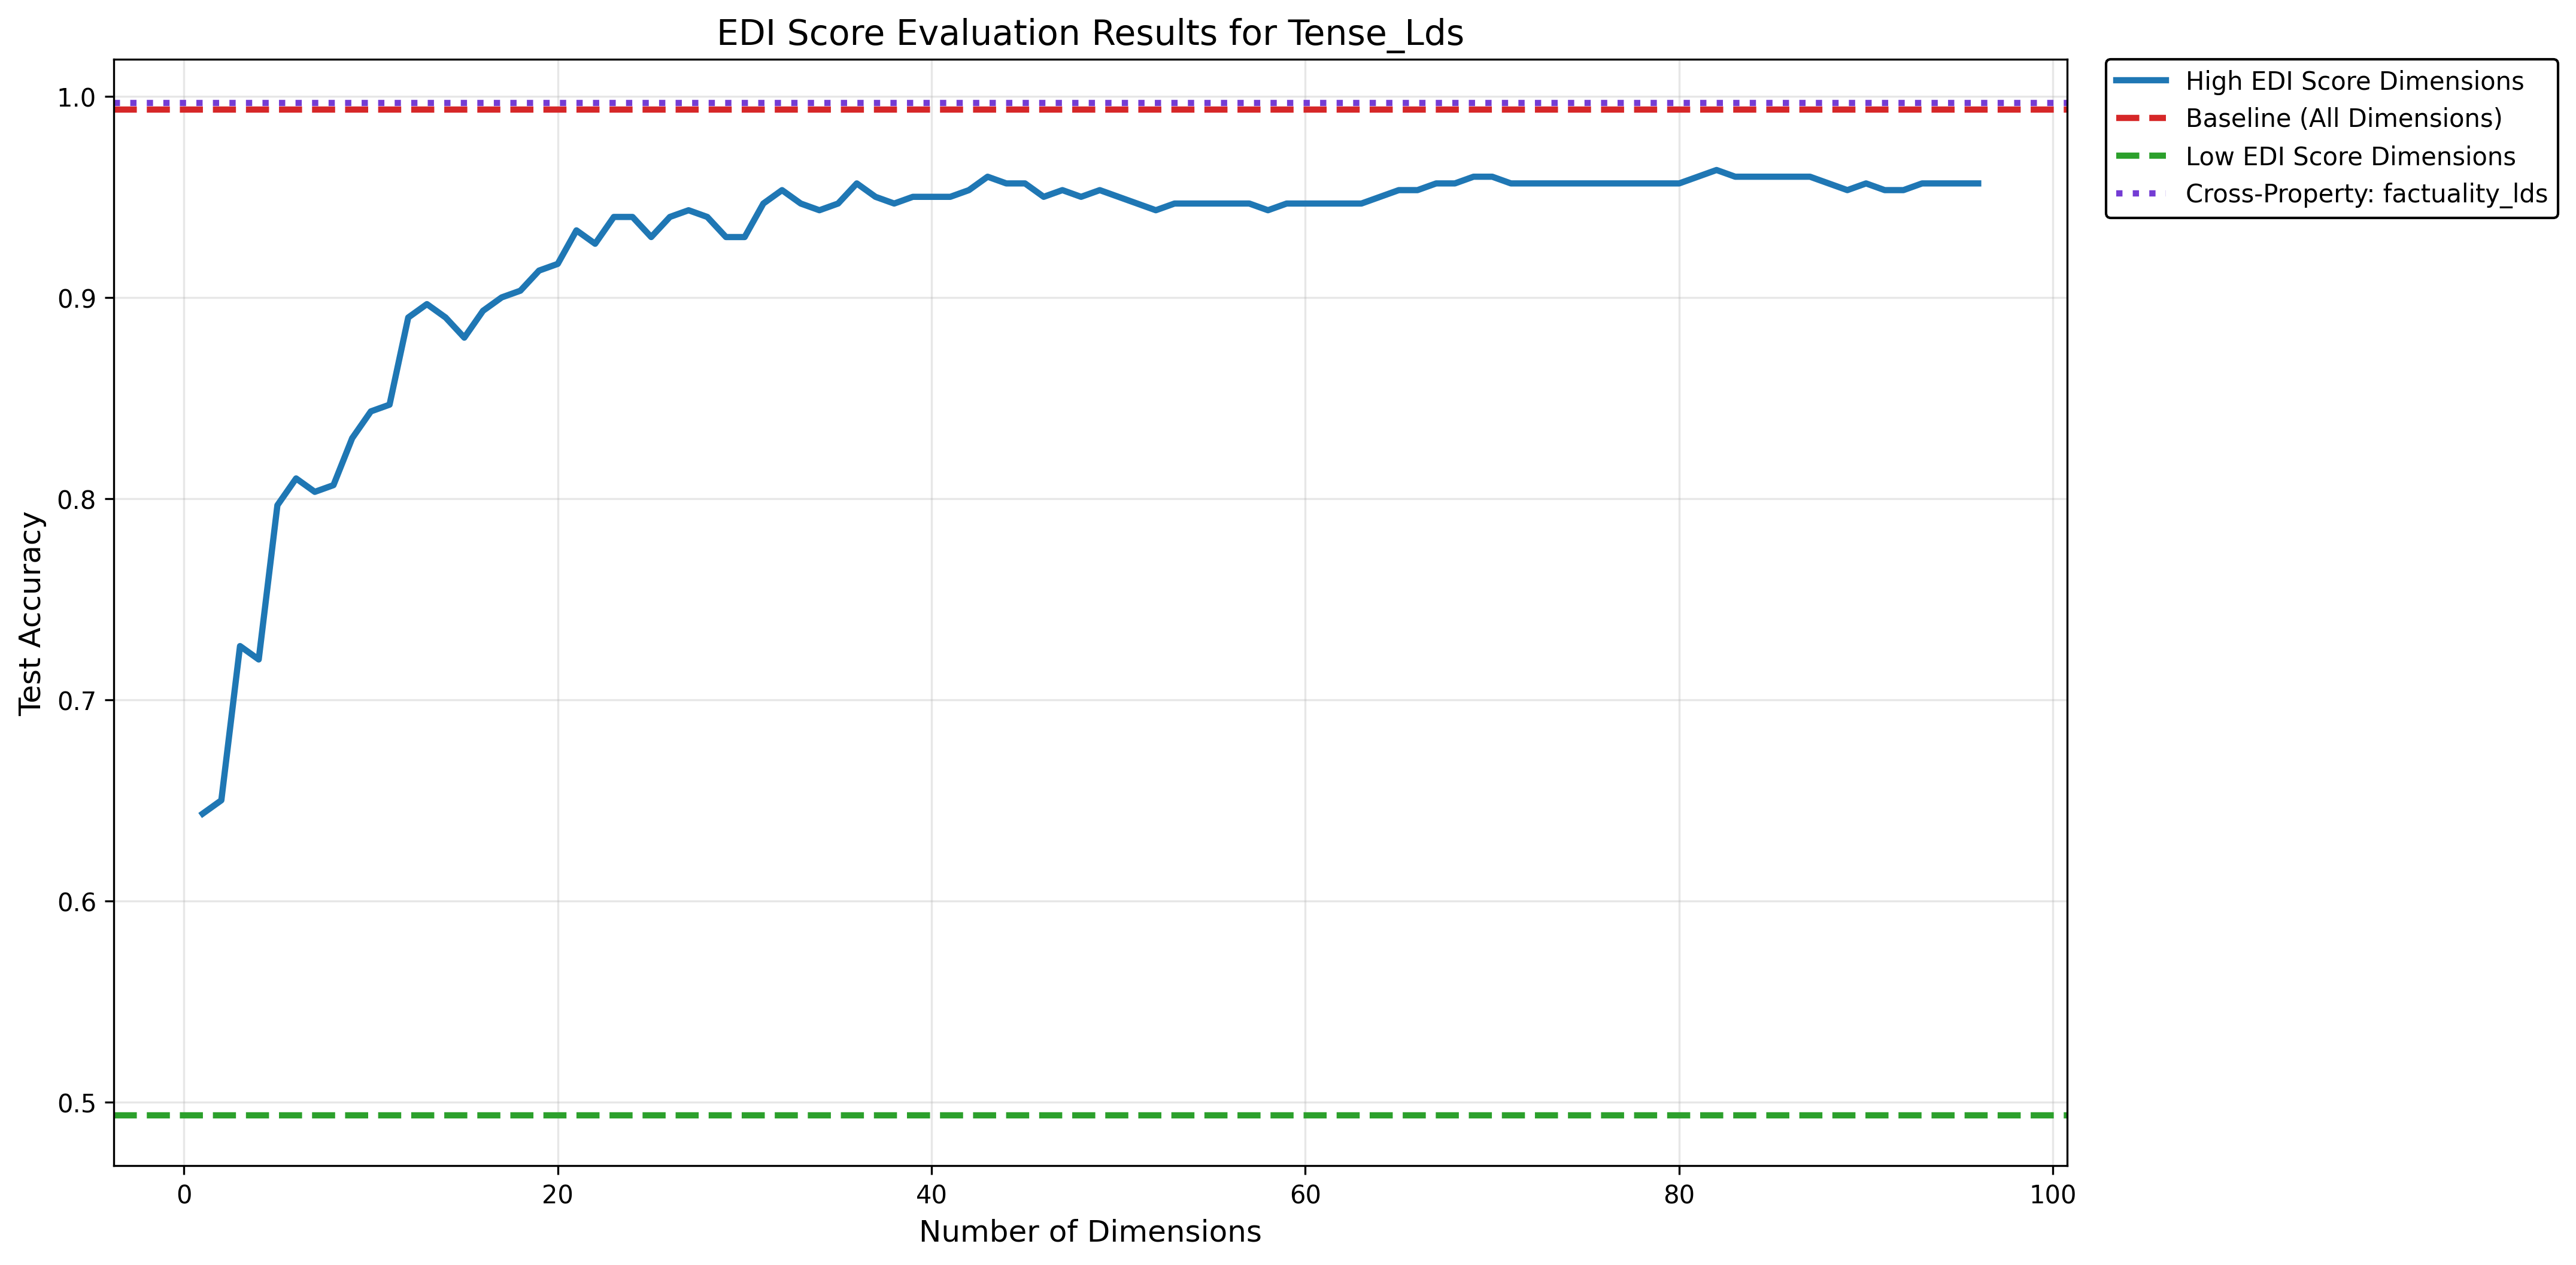 EDI Score Evaluation Results for Tense_Lds
High EDI Score Dimensions
Baseline (All Dimensions)
Low EDI Score Dimensions
Cross-Property: factuality_lds
Test Accuracy
1.0
0.9
0.8
0.7
0.6
0.5
0
20
40
60
80
100
Number of Dimensions